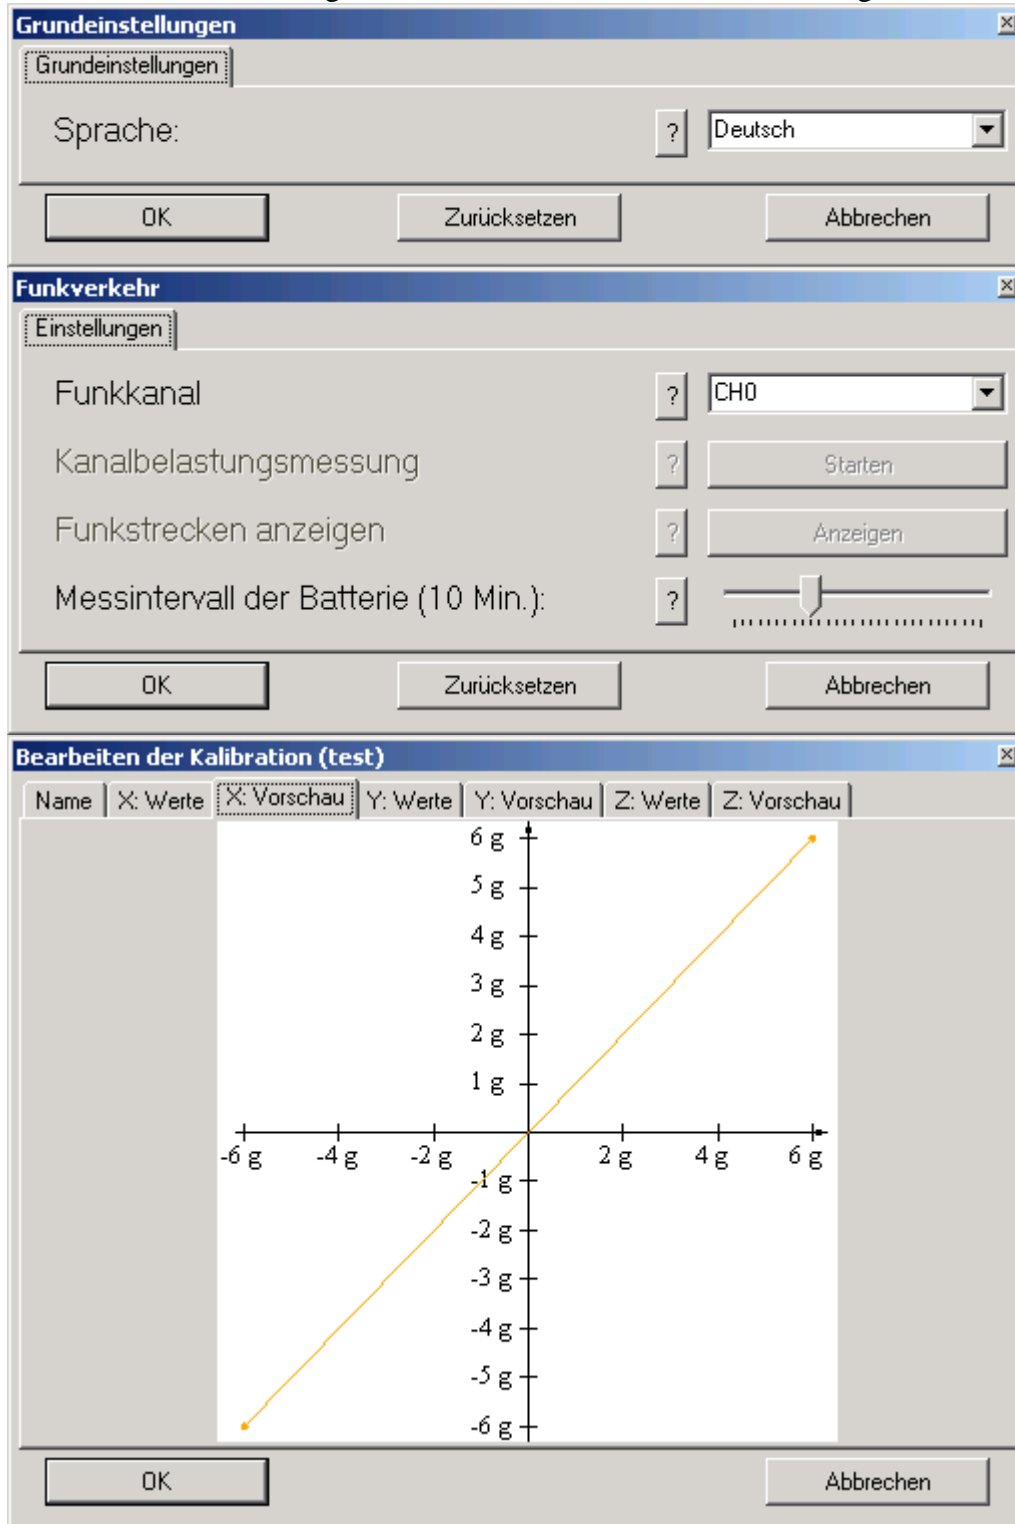 Grundeinstellungen
Grundeinstellungen
Sprache: ? Deutsch
OK Zurücksetzen Abbrechen
Funkverkehr
Einstellungen
Funkkanal ? CH0
Kanalbelastungsmessung ? Starten
Funkstrecken anzeigen ? Anzeigen
Messintervall der Batterie (10 Min.): ?
OK Zurücksetzen Abbrechen
Bearbeiten der Kalibration (test)
Name X: Werte X: Vorschau Y: Werte Y: Vorschau Z: Werte Z: Vorschau
6 g
5 g
4 g
3 g
2 g
1 g
-6 g -4 g -2 g 2 g 4 g 6 g
-1 g
-2 g
-3 g
-4 g
-5 g
-6 g
OK Abbrechen